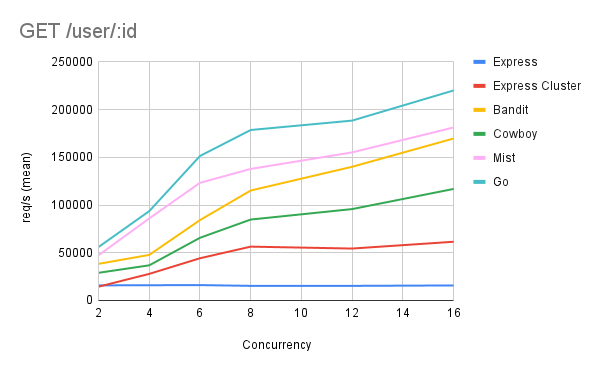 GET /user/:id
250000
200000
150000
100000
50000
0
req/s (mean)
2 4 6 8 10 12 14 16
Concurrency
Express
Express Cluster
Bandit
Cowboy
Mist
Go